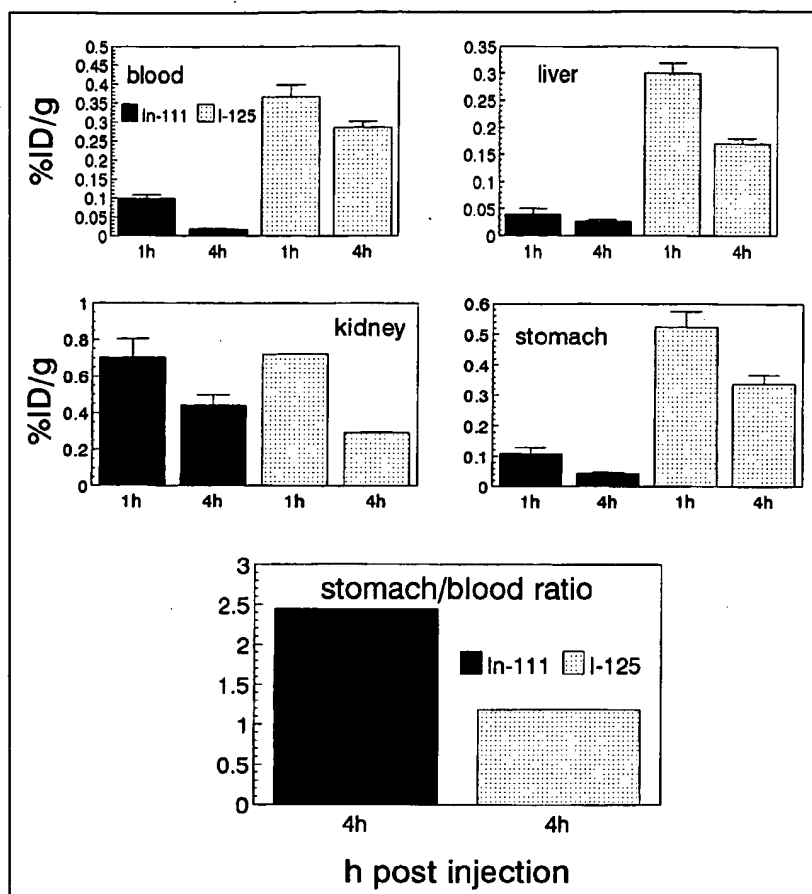 blood
In-111 I-125
%ID/g
0.5
0.45
0.4
0.35
0.3
0.25
0.2
0.15
0.1
0.05
0
1h 4h 1h 4h
liver
0.35
0.3
0.25
0.2
0.15
0.1
0.05
0
1h 4h 1h 4h
kidney
%ID/g
1
0.8
0.6
0.4
0.2
0
1h 4h 1h 4h
stomach
0.6
0.5
0.4
0.3
0.2
0.1
0
1h 4h 1h 4h
stomach/blood ratio
In-111 I-125
3
2.5
2
1.5
1
0.5
0
4h 4h
h post injection